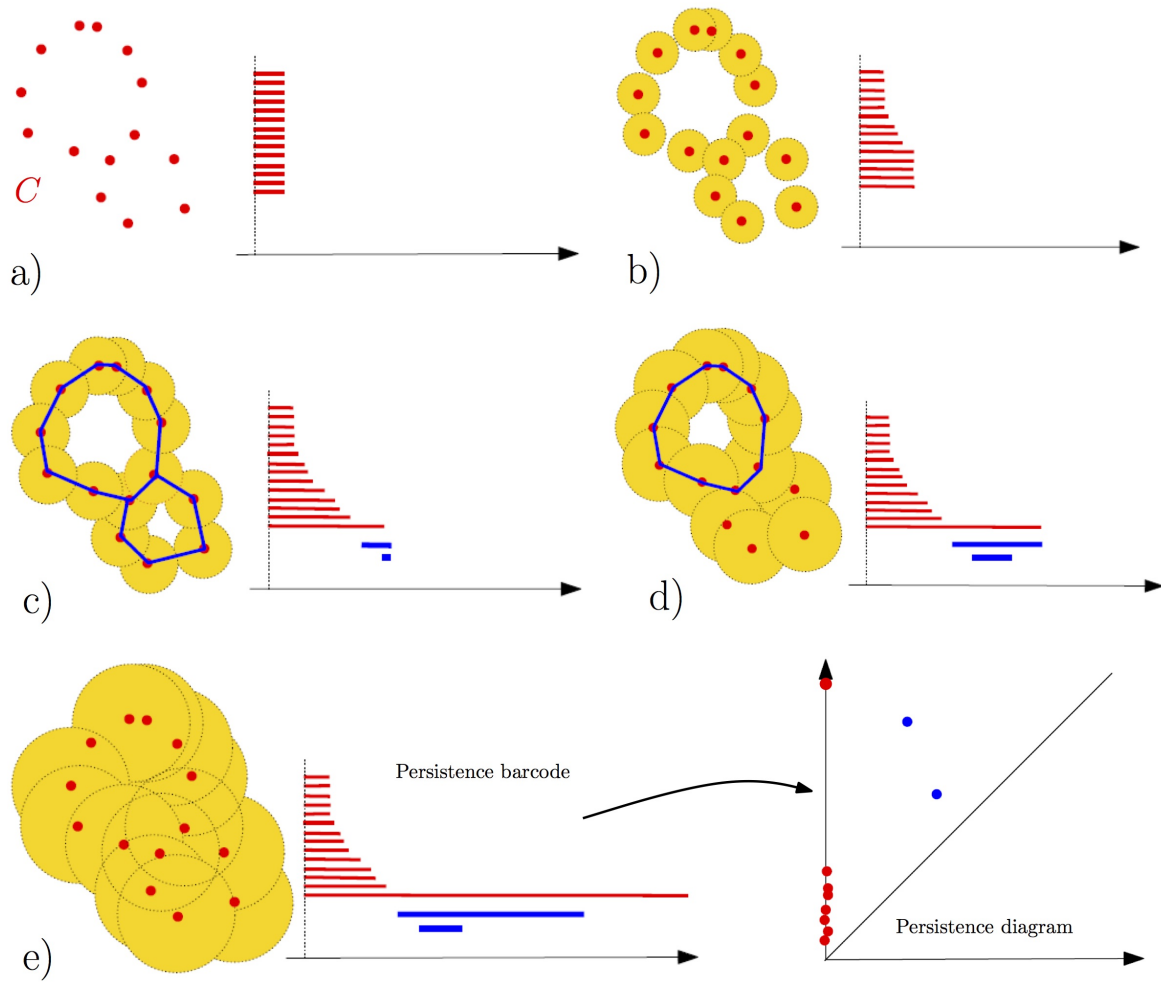 C
a)
b)
c)
d)
Persistence barcode
Persistence diagram
e)